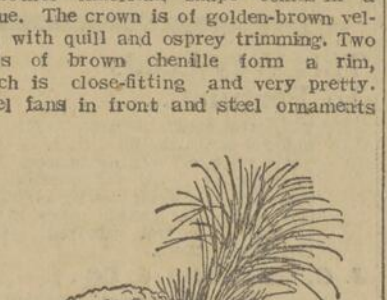 ue. The crown is of golden-brown vel-
with quill and osprey trimming. Two
s of brown chenille form a rim,
ch is close-fitting and very pretty.
el fans in front and steel ornaments